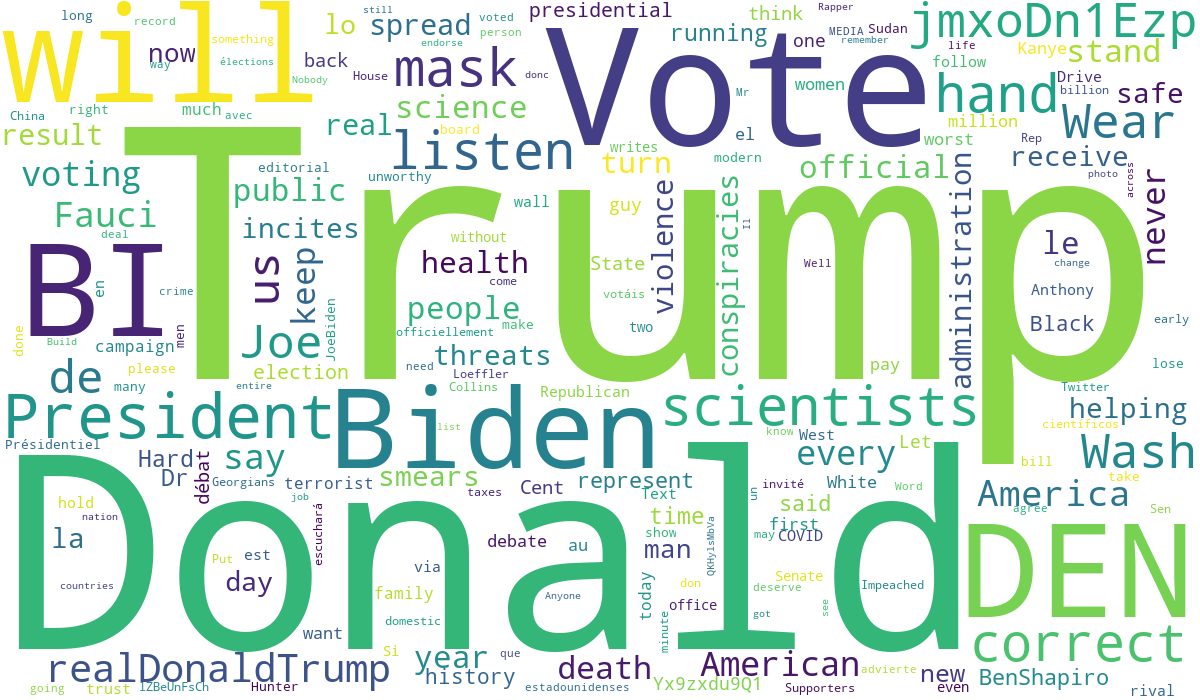 long
still
voted
Rapper
will
record
something
person
endorse
way
élections
Nobody
lo
spread
presidential
think
MEDIA
Sudan
remember
jmxoDn1Ezp
now
back
House
mask
donc
Vote
running
one
life
follow
Kanye
stand
China
right
much
avec
science
board
Mr
women
billion
Drive
safe
result
real
listen
writes
el
hand
million
Wear
worst
Rep
voting
editorial
unworthy
turn
modern
official
receive
photo
across
Fauci
public
wall
guy
conspiracies
administration
never
deal
incites
without
violence
Il
BI
Trump
us
keep
health
State
Well
le
change
en
crime
come
votáis
Anthony
men
people
Black
done
Build
campaign
Joe
JoeBiden
officiellement
make
two
early
please
election
need
threats
pay
lose
de
many
entire
Loeffler
Collins
Republican
Twitter
President
Biden
list
scientists
know
helping
científicos
Présidentiel
Hard
say
West
every
Let
Wash
Dr
débat
Georgians
terrorist
smears
represent
White
bill
take
hold
job
taxes
Cent
Text
un
invité
Word
America
nation
time
said
agree
Sen
la
Donald
escuchará
debate
au
show
man
QKHylsMbVa
first
may
COVID
DEN
est
Put
day
via
Senate
countries
family
Anyone
today
don
deserve
Impeached
domestic
office
got
see
want
minute
correct
Si
que
realDonaldTrump
year
death
American
advierte
new
BenShapiro
going
trust
IZBeUnFsCh
Hunter
history
estadounidenses
Yx9zxdu9Q1
Supporters
even
rival